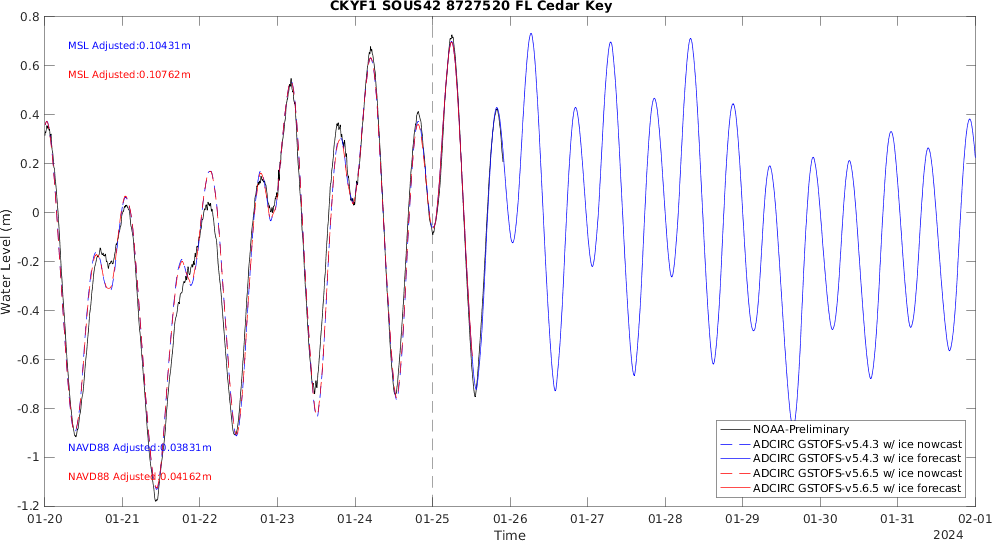 CKYF1 SOUS42 8727520 FL Cedar Key
0.8
0.6
0.4
0.2
0
-0.2
-0.4
-0.6
-0.8
-1
-1.2
Water Level (m)
MSL Adjusted:0.10431m
MSL Adjusted:0.10762m
NAVD88 Adjusted:0.03831m
NAVD88 Adjusted:0.04162m
NOAA-Preliminary
ADCIRC GSTOFS-v5.4.3 w/ ice nowcast
ADCIRC GSTOFS-v5.4.3 w/ ice forecast
ADCIRC GSTOFS-v5.6.5 w/ ice nowcast
ADCIRC GSTOFS-v5.6.5 w/ ice forecast
01-20 01-21 01-22 01-23 01-24 01-25 01-26 01-27 01-28 01-29 01-30 01-31 02-01
Time
2024